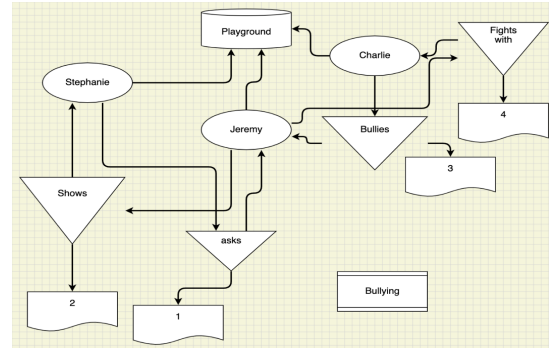 Playground
Fights
with
Charlie
Stephanie
4
Jeremy
Bullies
3
Shows
asks
Bullying
2
1